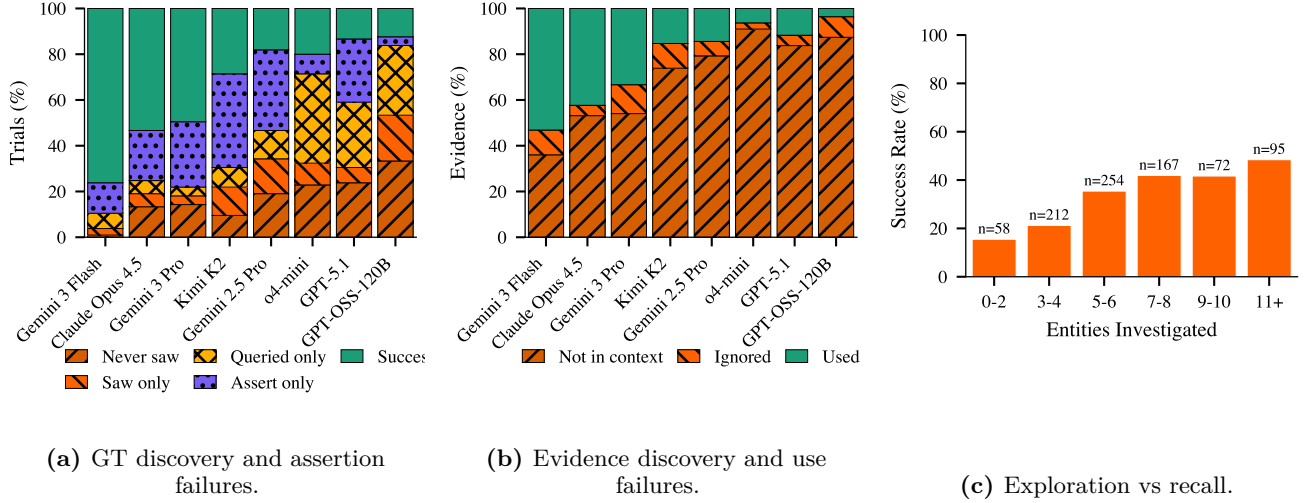 100
80
60
40
20
0
Trials (%)
Gemini 3 Flash
Claude Opus 4.5
Gemini 3 Pro
Kimi K2
Gemini 2.5 Pro
o4-mini
GPT-5.1
GPT-OSS-120B
Never saw
Queried only
Succes
Saw only
Assert only
(a) GT discovery and assertion
failures.
100
80
60
40
20
0
Evidence (%)
Gemini 3 Flash
Claude Opus 4.5
Gemini 3 Pro
Kimi K2
Gemini 2.5 Pro
o4-mini
GPT-5.1
GPT-OSS-120B
Not in context
Ignored
Used
(b) Evidence discovery and use
failures.
100
80
60
40
20
0
Success Rate (%)
n=58
n=212
n=254
n=167
n=72
n=95
0-2
3-4
5-6
7-8
9-10
11+
Entities Investigated
(c) Exploration vs recall.